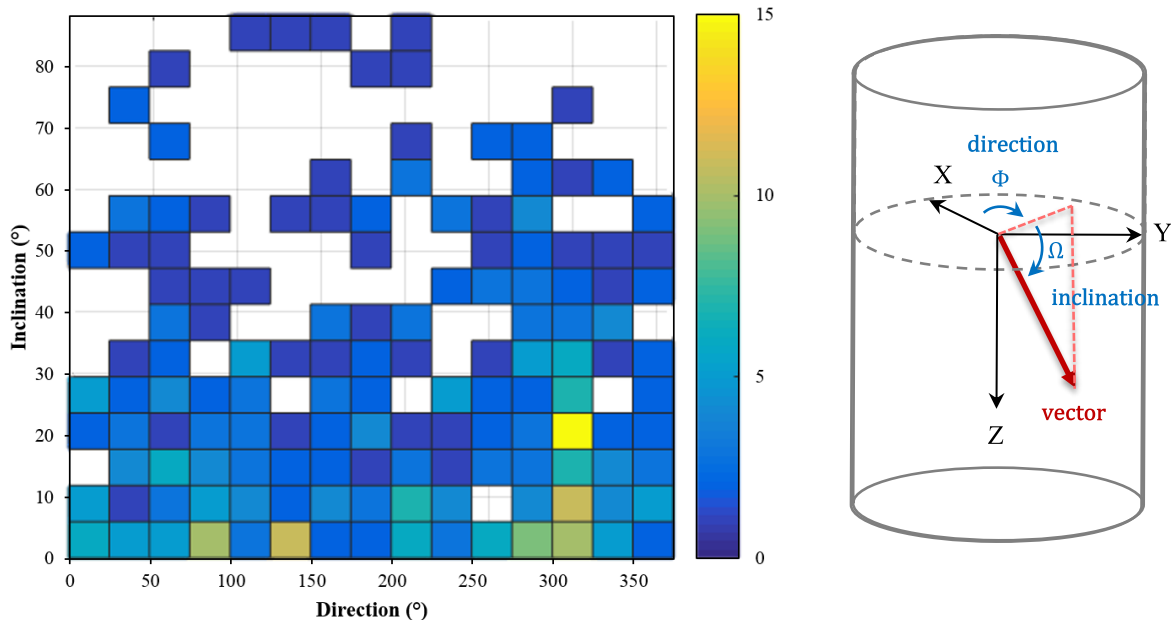 15
80
70
60
50
40
30
20
10
0
Inclination (°)
0
50
100
150
200
250
300
350
Direction (°)
10
5
0
direction
Φ
X
Y
Ω
inclination
vector
Z